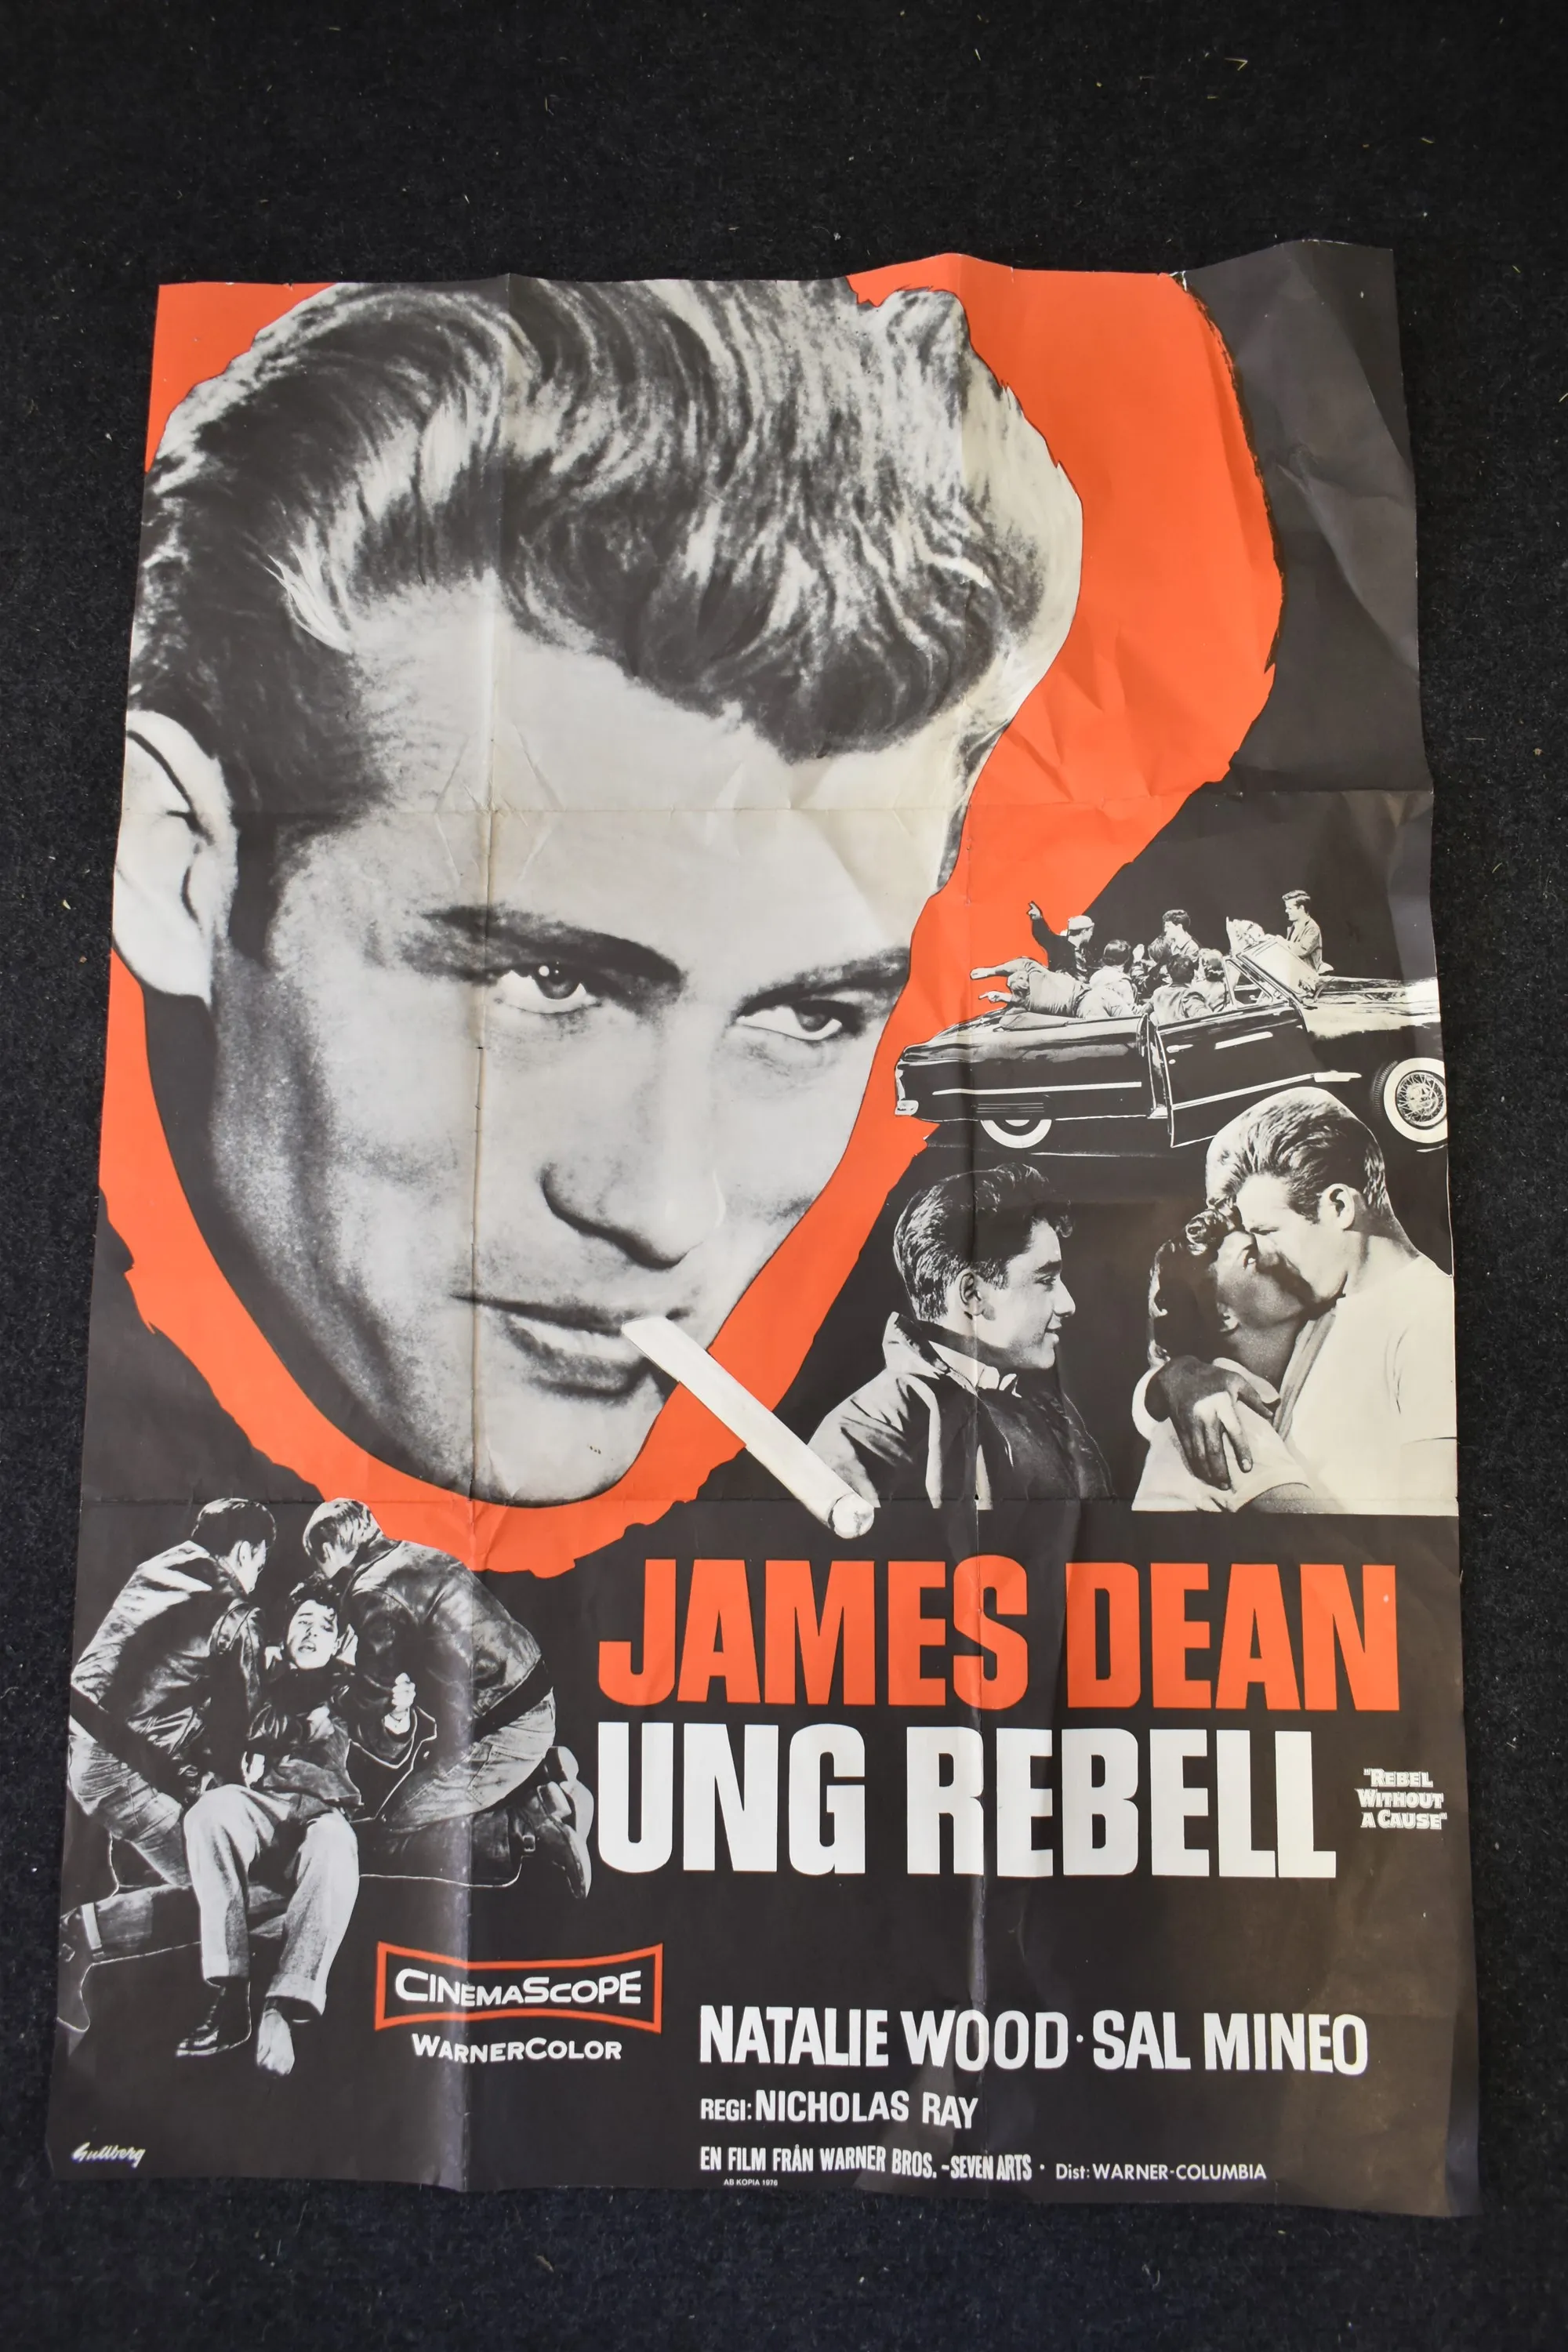 JAMES DEAN
UNG REBELL
"REBEL
WITHOUT
A CAUSE"
CINEMASCOPE
WARNERCOLOR
NATALIE WOOD · SAL MINEO
REGI: NICHOLAS RAY
EN FILM FRÅN WARNER BROS. - SEVEN ARTS · Dist: WARNER-COLUMBIA
AB KOPIA 1976
Gullberg